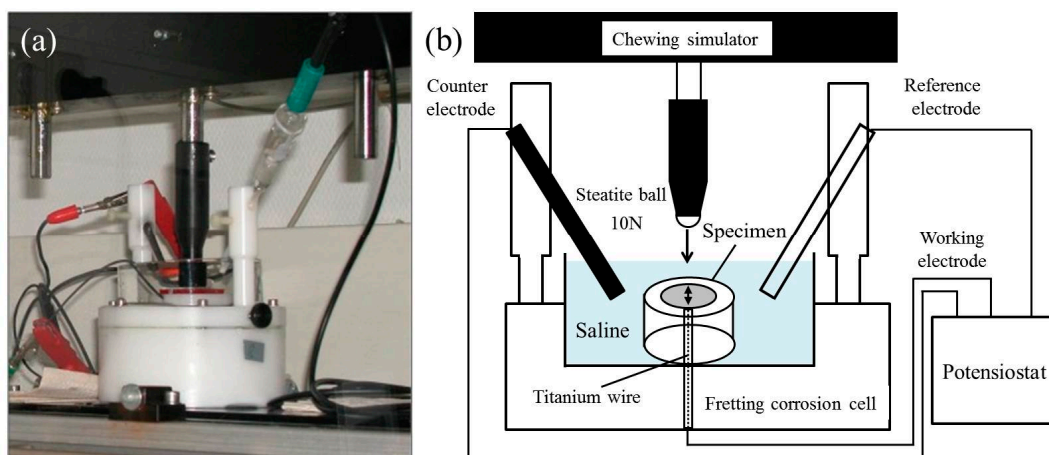 (a)
(b)
Chewing simulator
Counter
electrode
Reference
electrode
Steatite ball
10N
Specimen
Working
electrode
Saline
Titanium wire
Fretting corrosion cell
Potensiostat